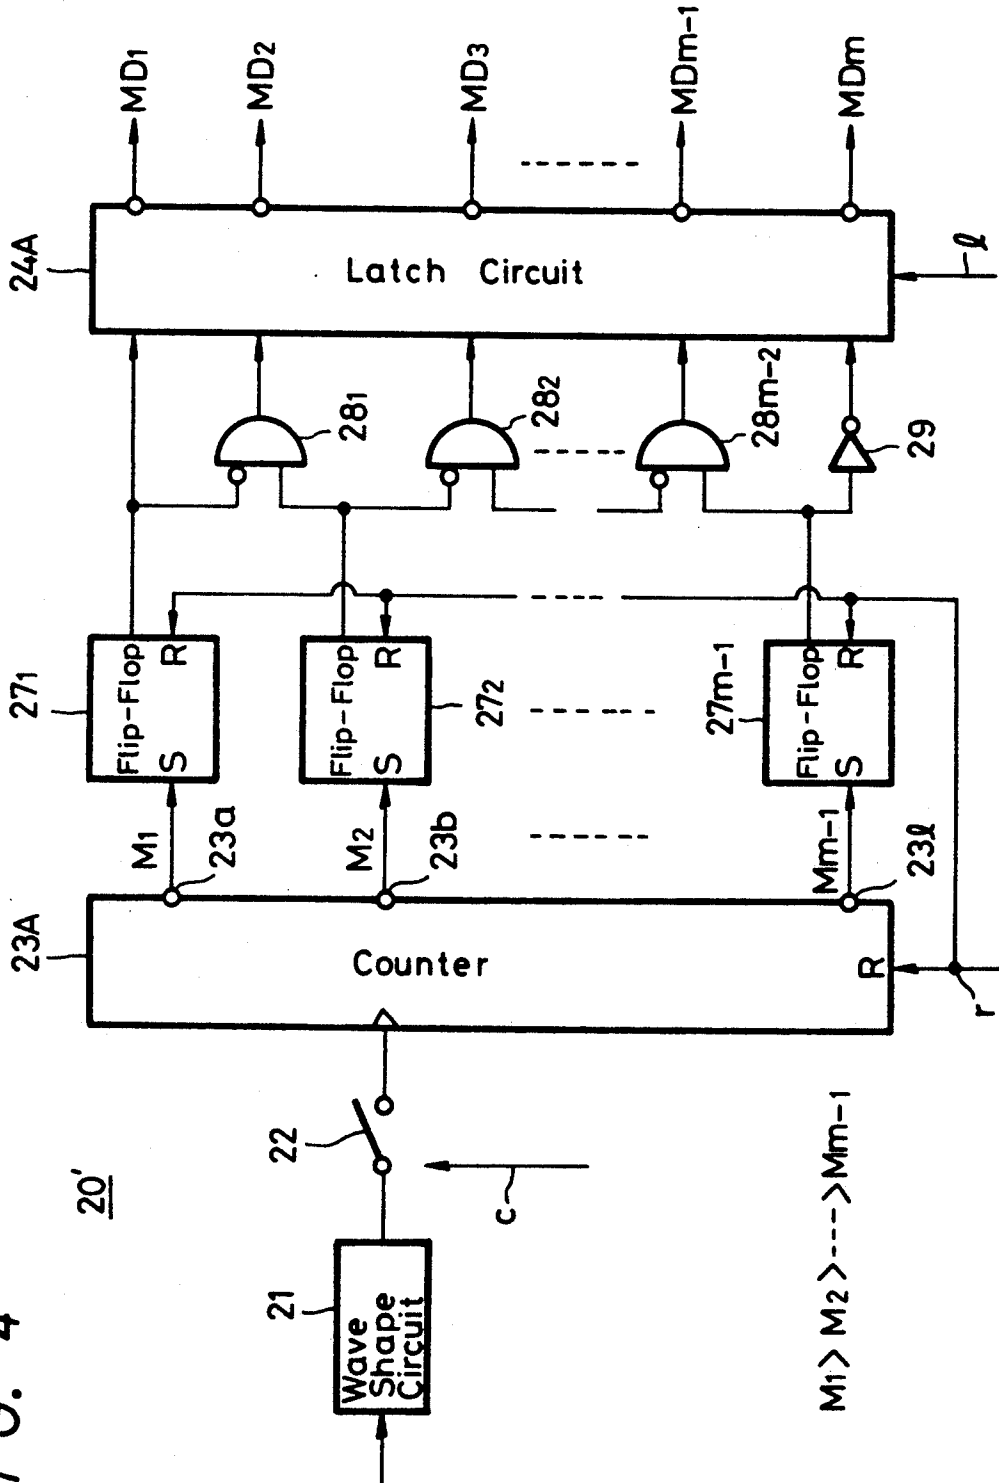 G. 4
20'
21
Wave
Shape
Circuit
22
c
23A
Counter
R
r
M1
23a
M2
23b
Mm-1
23ℓ
271
Flip-Flop
S R
272
Flip-Flop
S R
27m-1
Flip-Flop
S R
281
282
28m-2
29
24A
Latch Circuit
ℓ
MD1
MD2
MD3
MDm-1
MDm
M1>M2>---->Mm-1